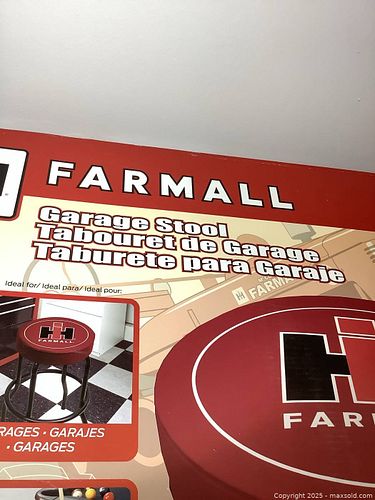 FARMALL
Garage Stool
Tabouret de Garage
Taburete para Garaje
Ideal for/ Ideal para/ Ideal pour:
FARMALL
FARMALL
RAGES • GARAJES
• GARAGES
FAR
Copyright 2025 - maxsold.com